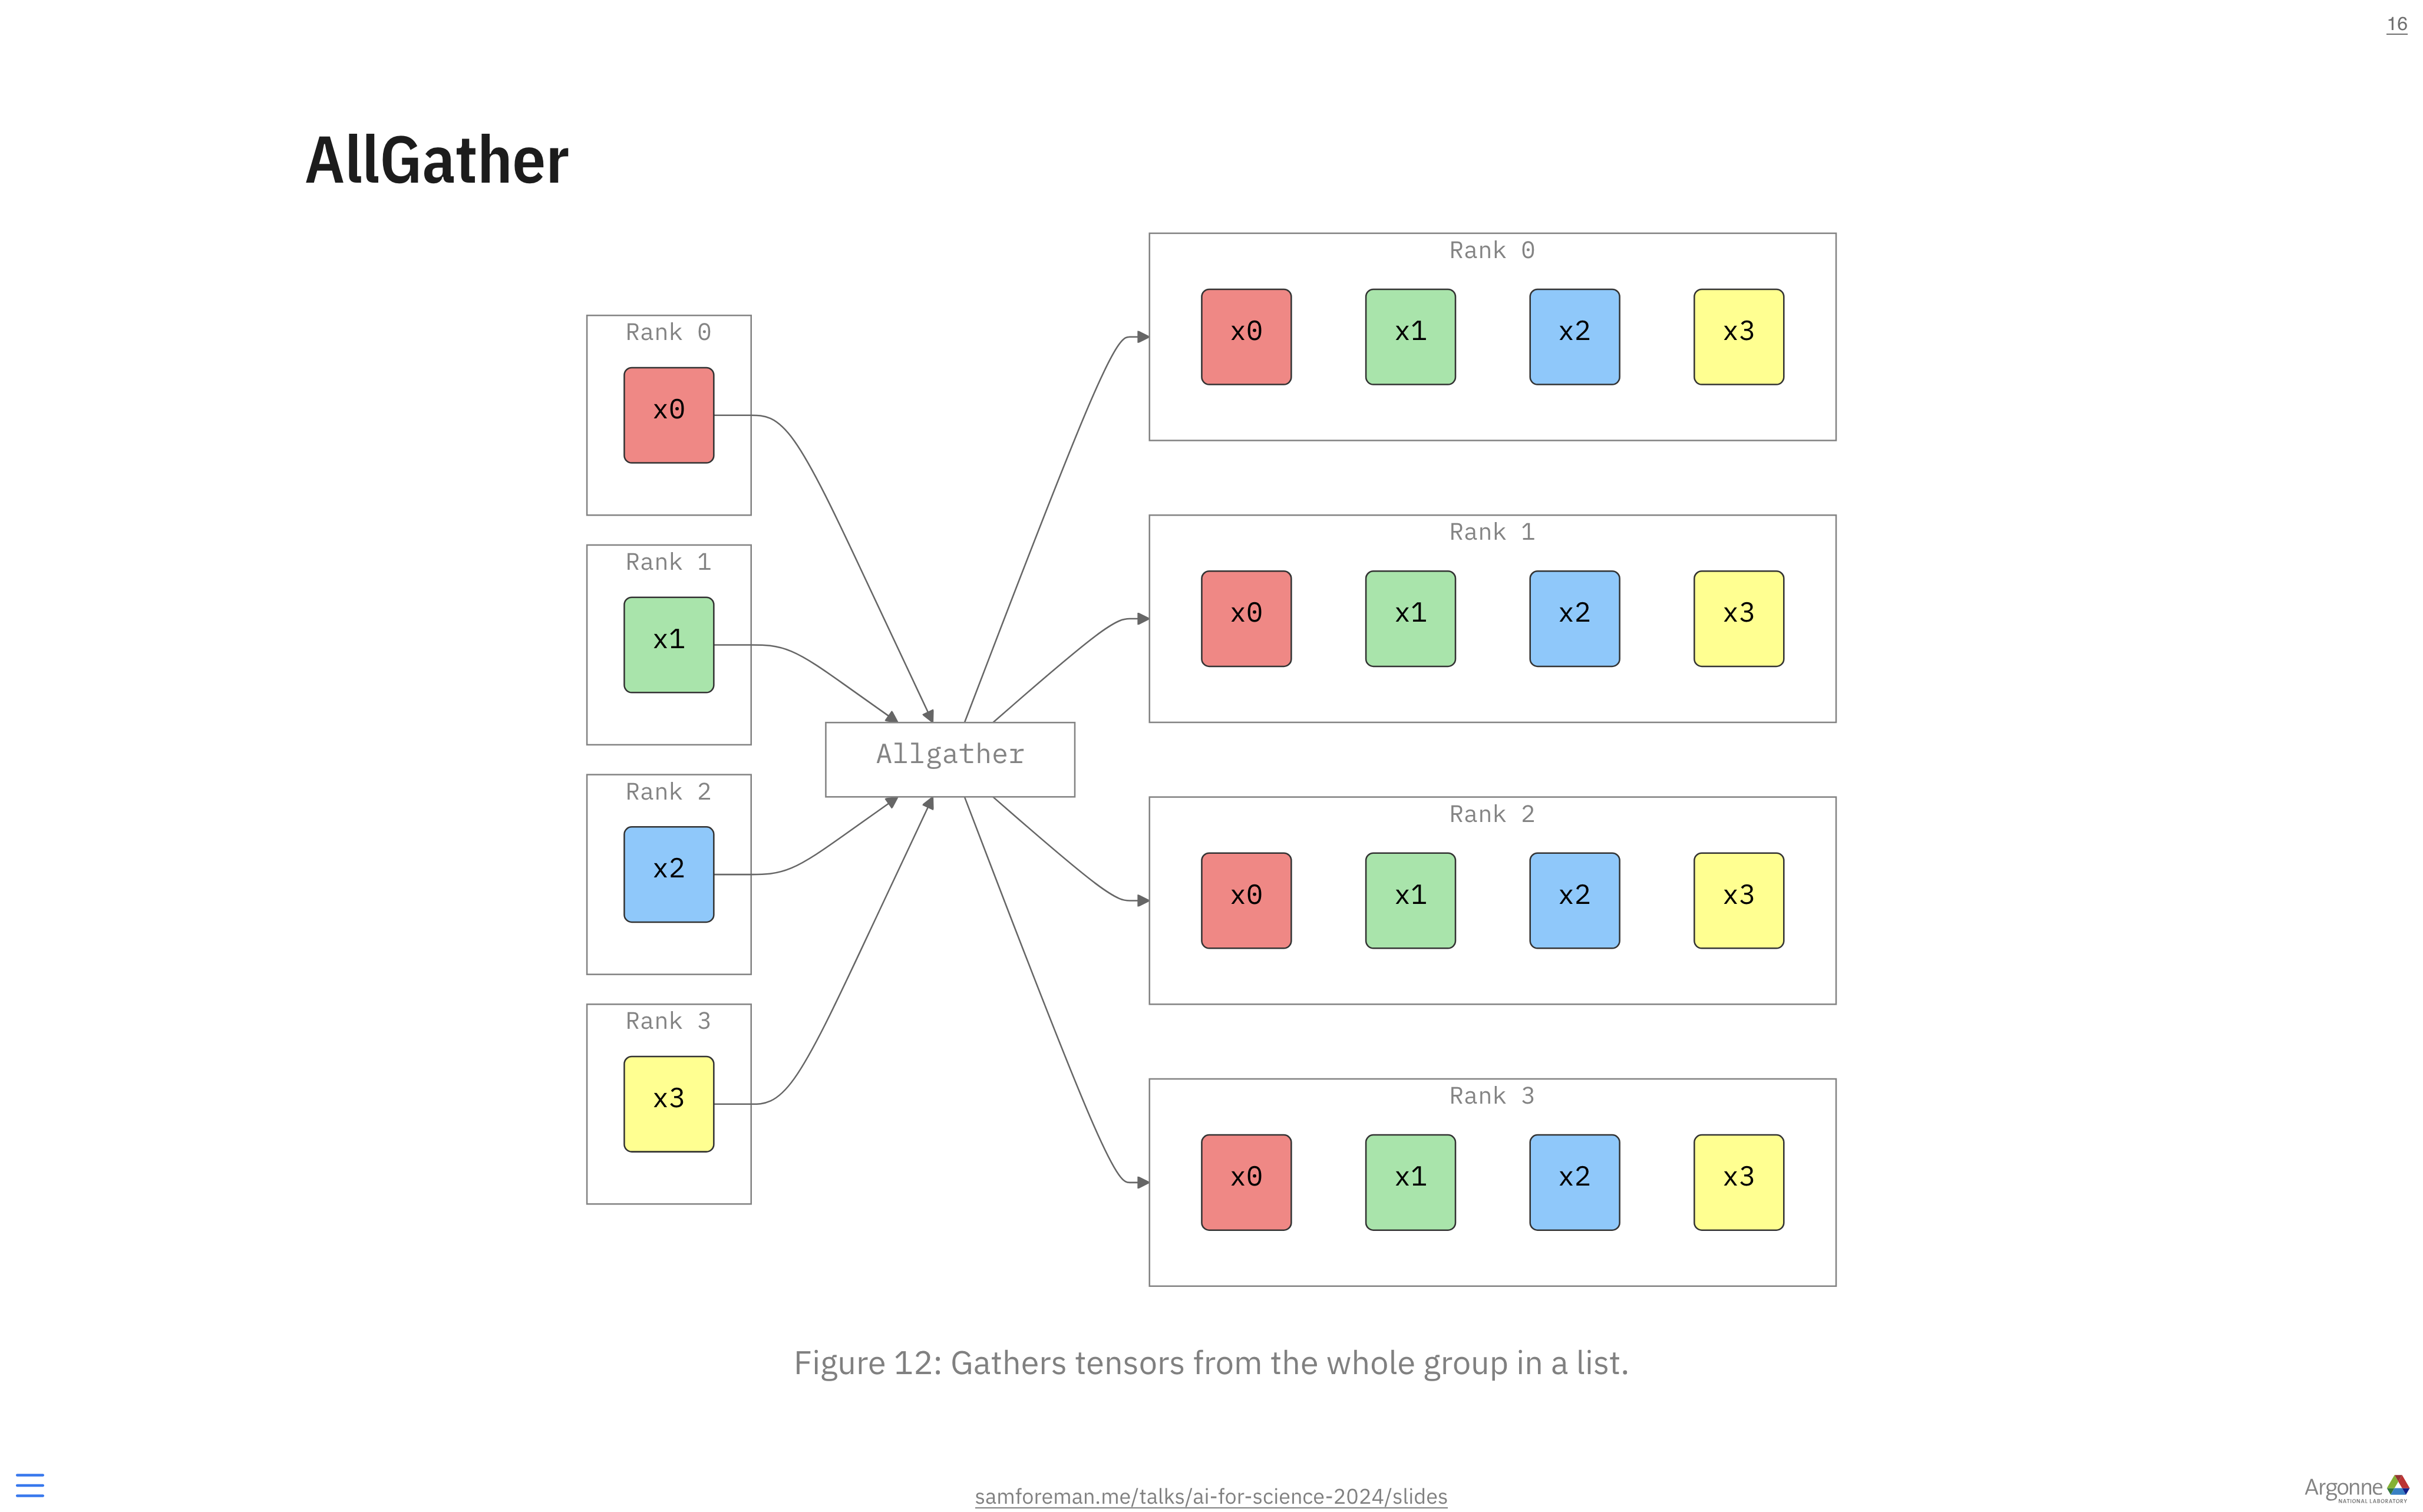 16
AllGather
Rank 0
x0
Rank 1
x1
Rank 2
x2
Rank 3
x3
Allgather
Rank 0
x0 x1 x2 x3
Rank 1
x0 x1 x2 x3
Rank 2
x0 x1 x2 x3
Rank 3
x0 x1 x2 x3
Figure 12: Gathers tensors from the whole group in a list.
samforeman.me/talks/ai-for-science-2024/slides
Argonne
NATIONAL LABORATORY